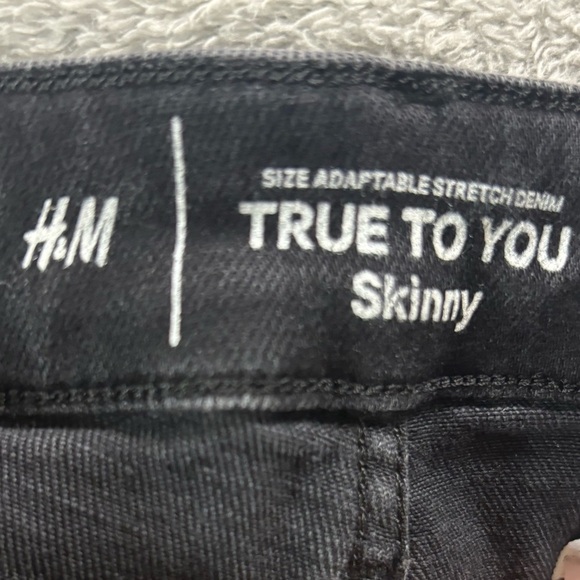 H&M
SIZE ADAPTABLE STRETCH DENIM
TRUE TO YOU
Skinny